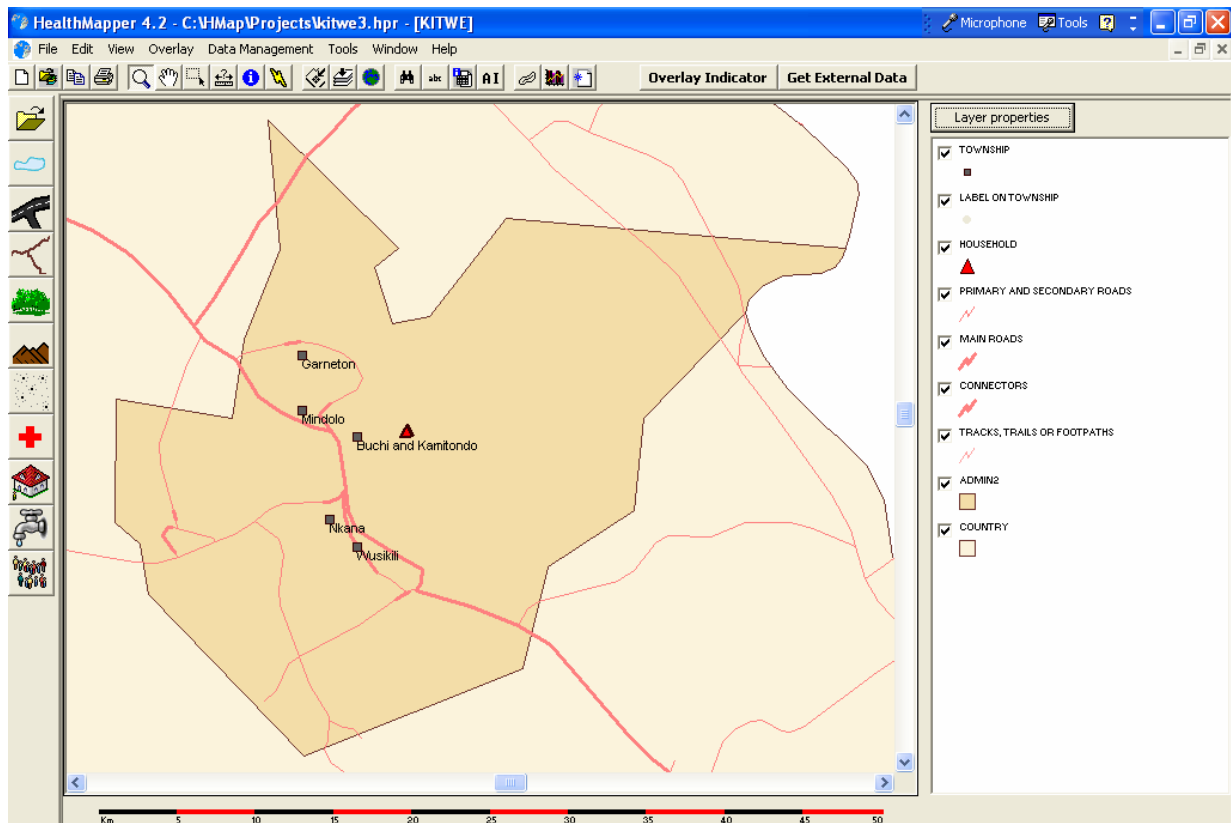 HealthMapper 4.2 - C:\HMap\Projects\kitwe3.hpr - [KITWE]
Microphone Tools
File Edit View Overlay Data Management Tools Window Help
abc AI Overlay Indicator Get External Data
Layer properties
TOWNSHIP
LABEL ON TOWNSHIP
HOUSEHOLD
PRIMARY AND SECONDARY ROADS
MAIN ROADS
CONNECTORS
TRACKS, TRAILS OR FOOTPATHS
ADMIN2
COUNTRY
Garneton
Mindolo
Buchi and Kamitondo
Nkana
Wusikili
Km 5 10 15 20 25 30 35 40 45 50